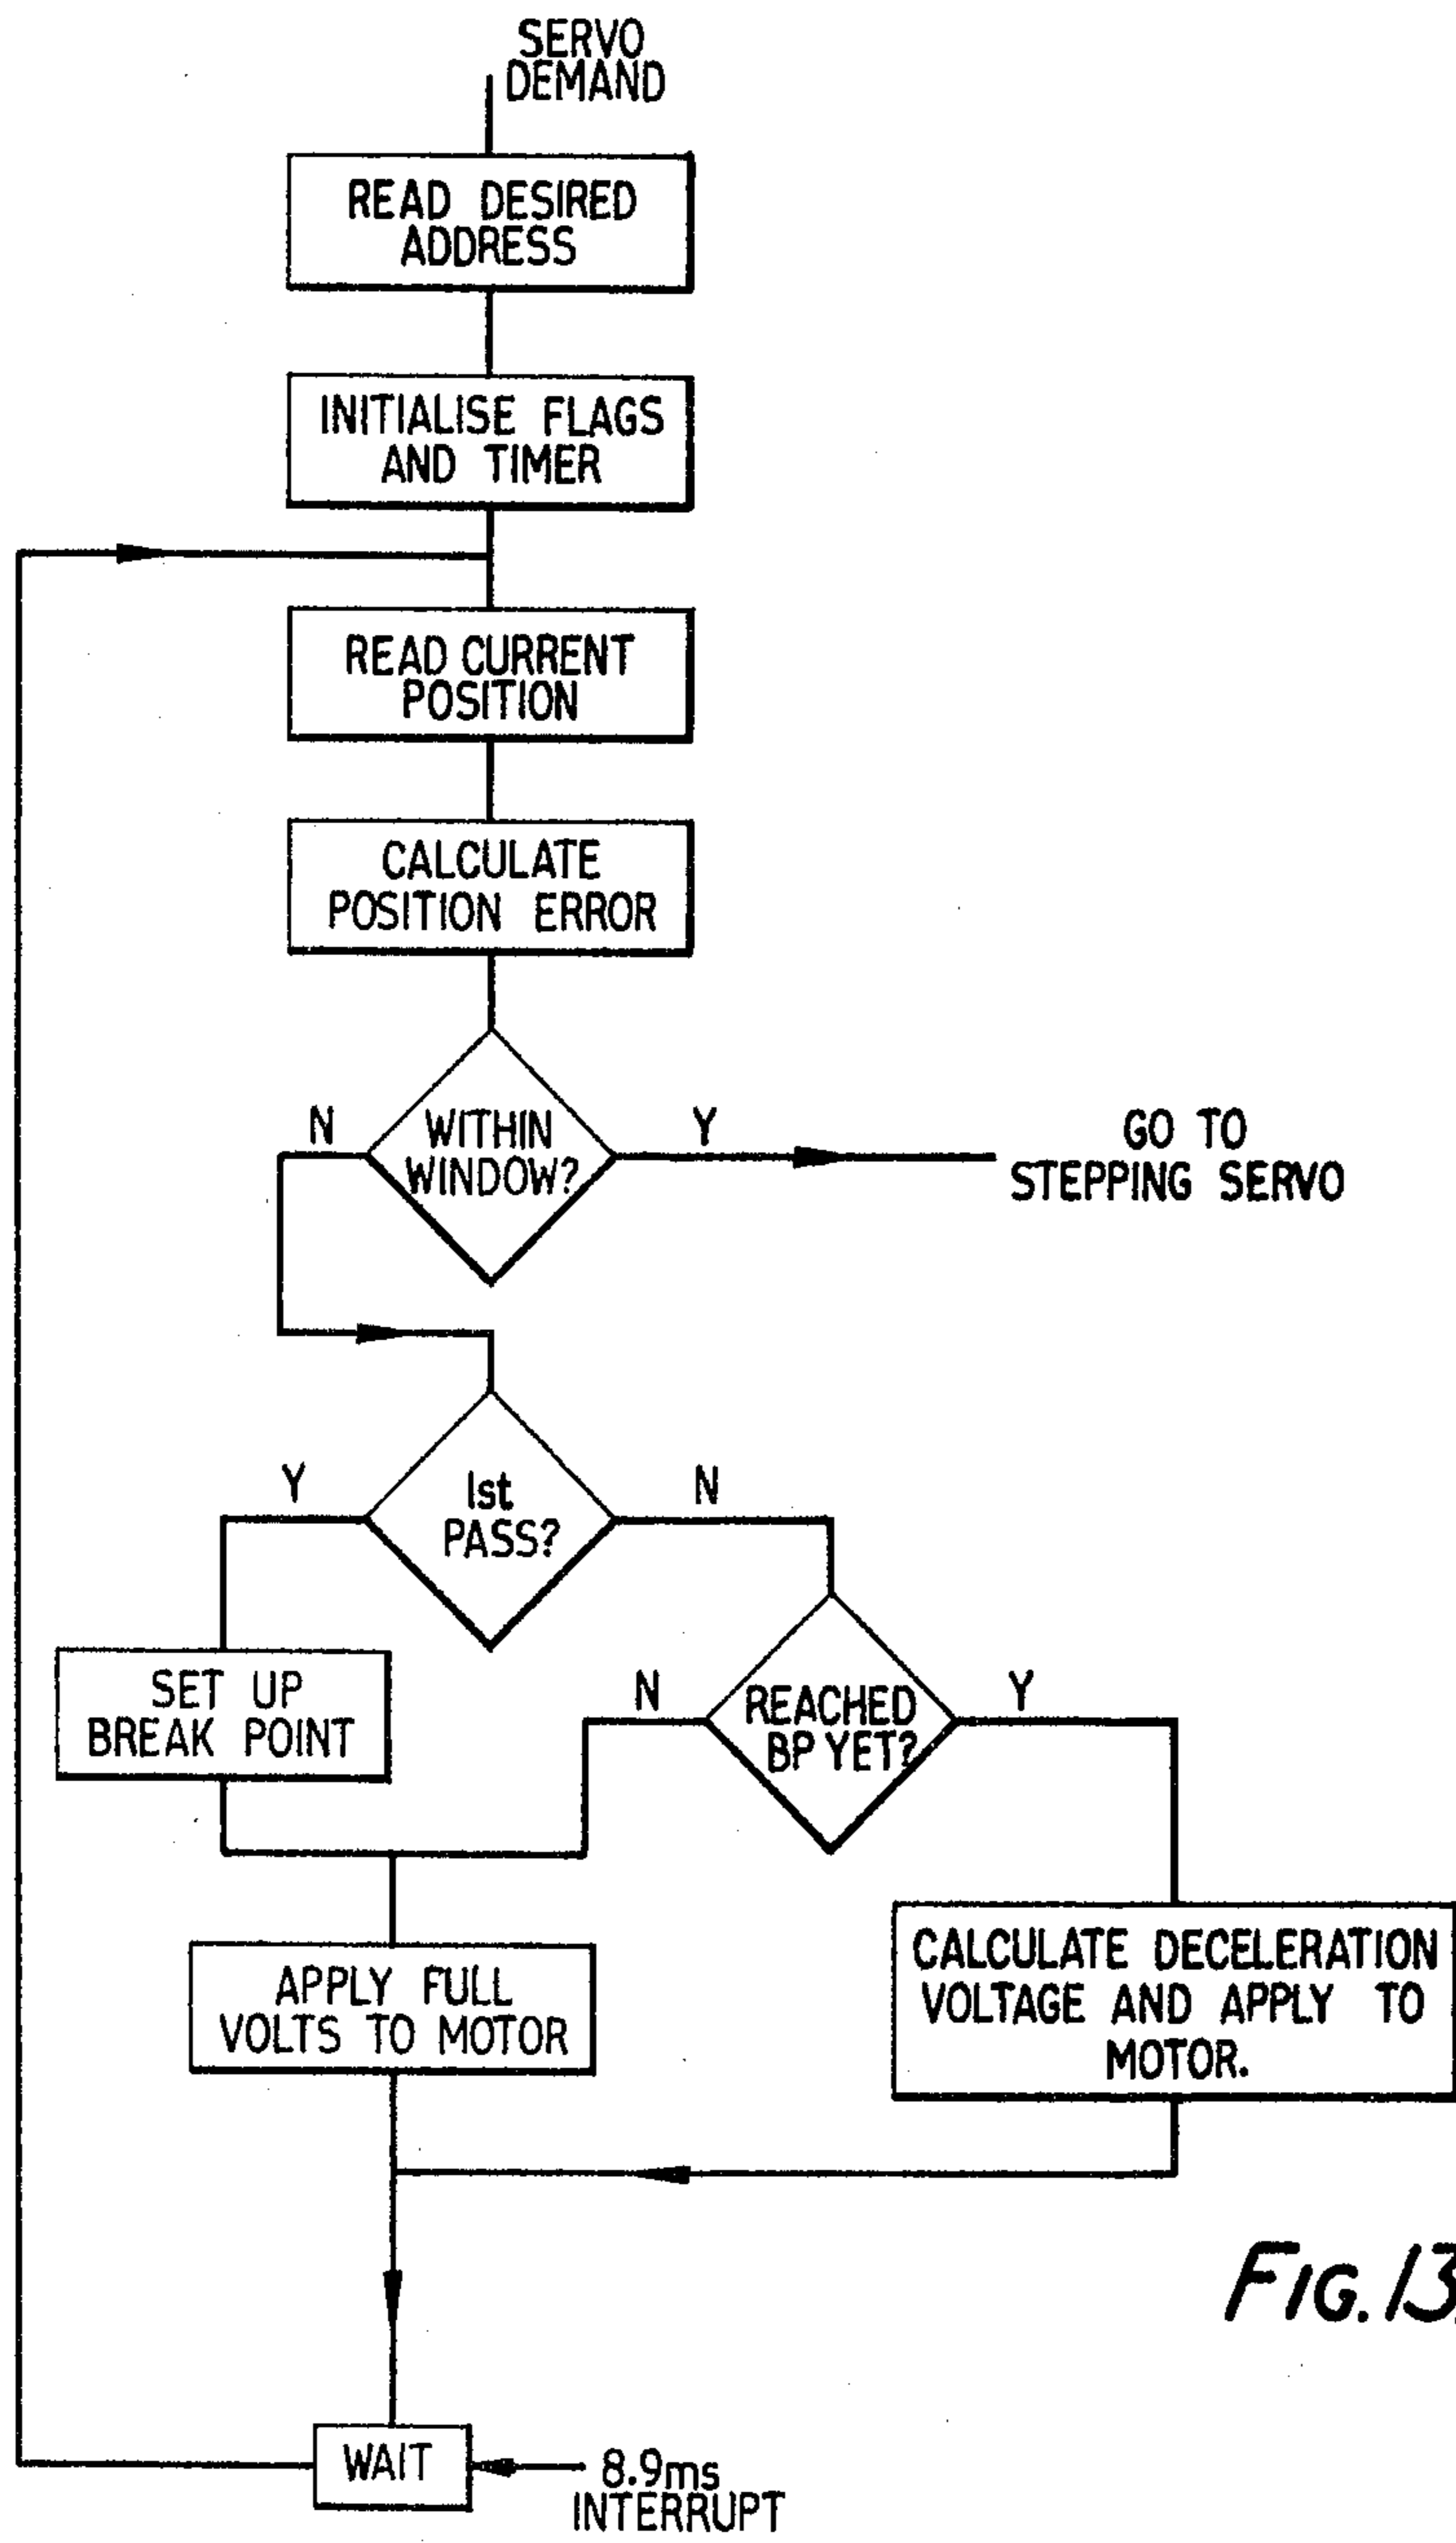 SERVO
DEMAND
READ DESIRED
ADDRESS
INITIALISE FLAGS
AND TIMER
READ CURRENT
POSITION
CALCULATE
POSITION ERROR
N
WITHIN
WINDOW?
Y
GO TO
STEPPING SERVO
Y
1st
PASS?
N
SET UP
BREAK POINT
N
REACHED
BP YET?
Y
APPLY FULL
VOLTS TO MOTOR
CALCULATE DECELERATION
VOLTAGE AND APPLY TO
MOTOR.
FIG. 13.
WAIT
8.9ms
INTERRUPT